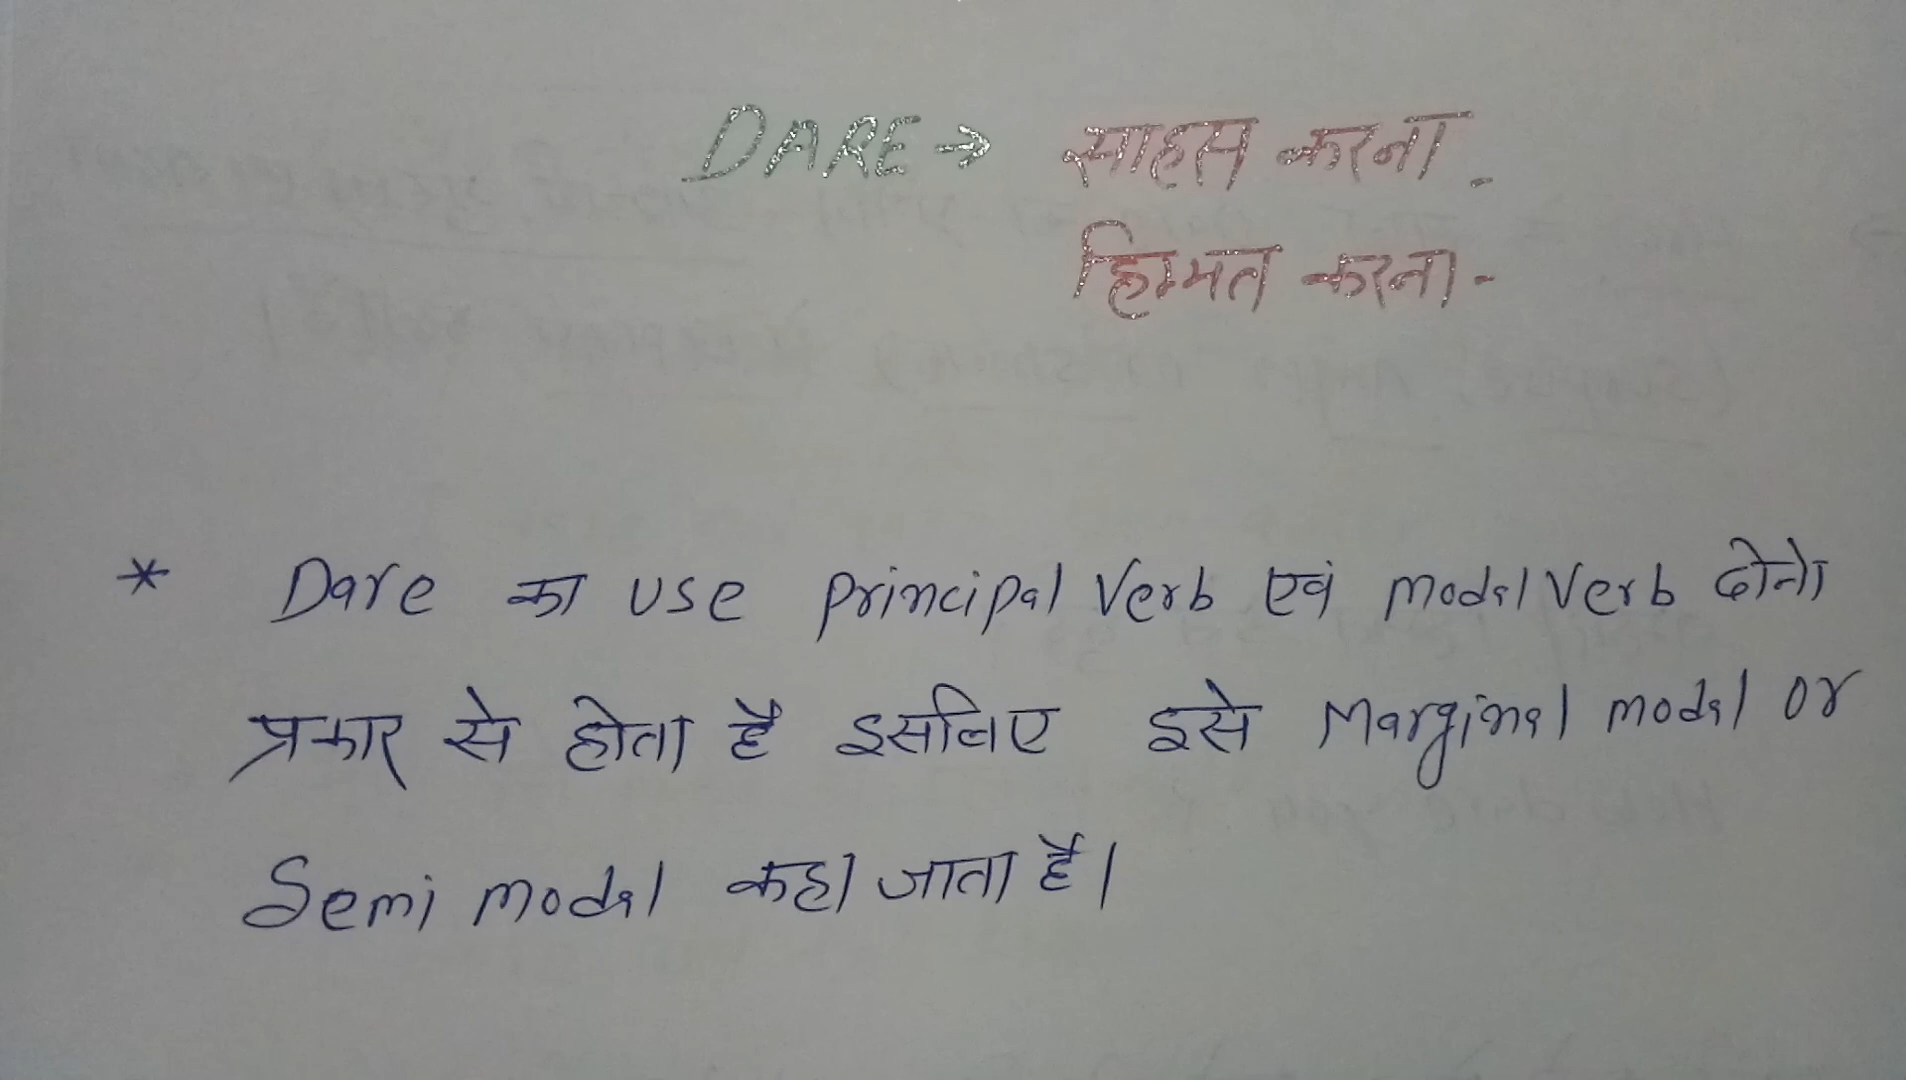 DARE → साहस करना.
हिम्मत करना.
* Dare का use principal Verb एवं modal Verb दोनो
प्रकार से होता है इसलिए इसे Marginal modal or
Semi modal कहा जाता है।